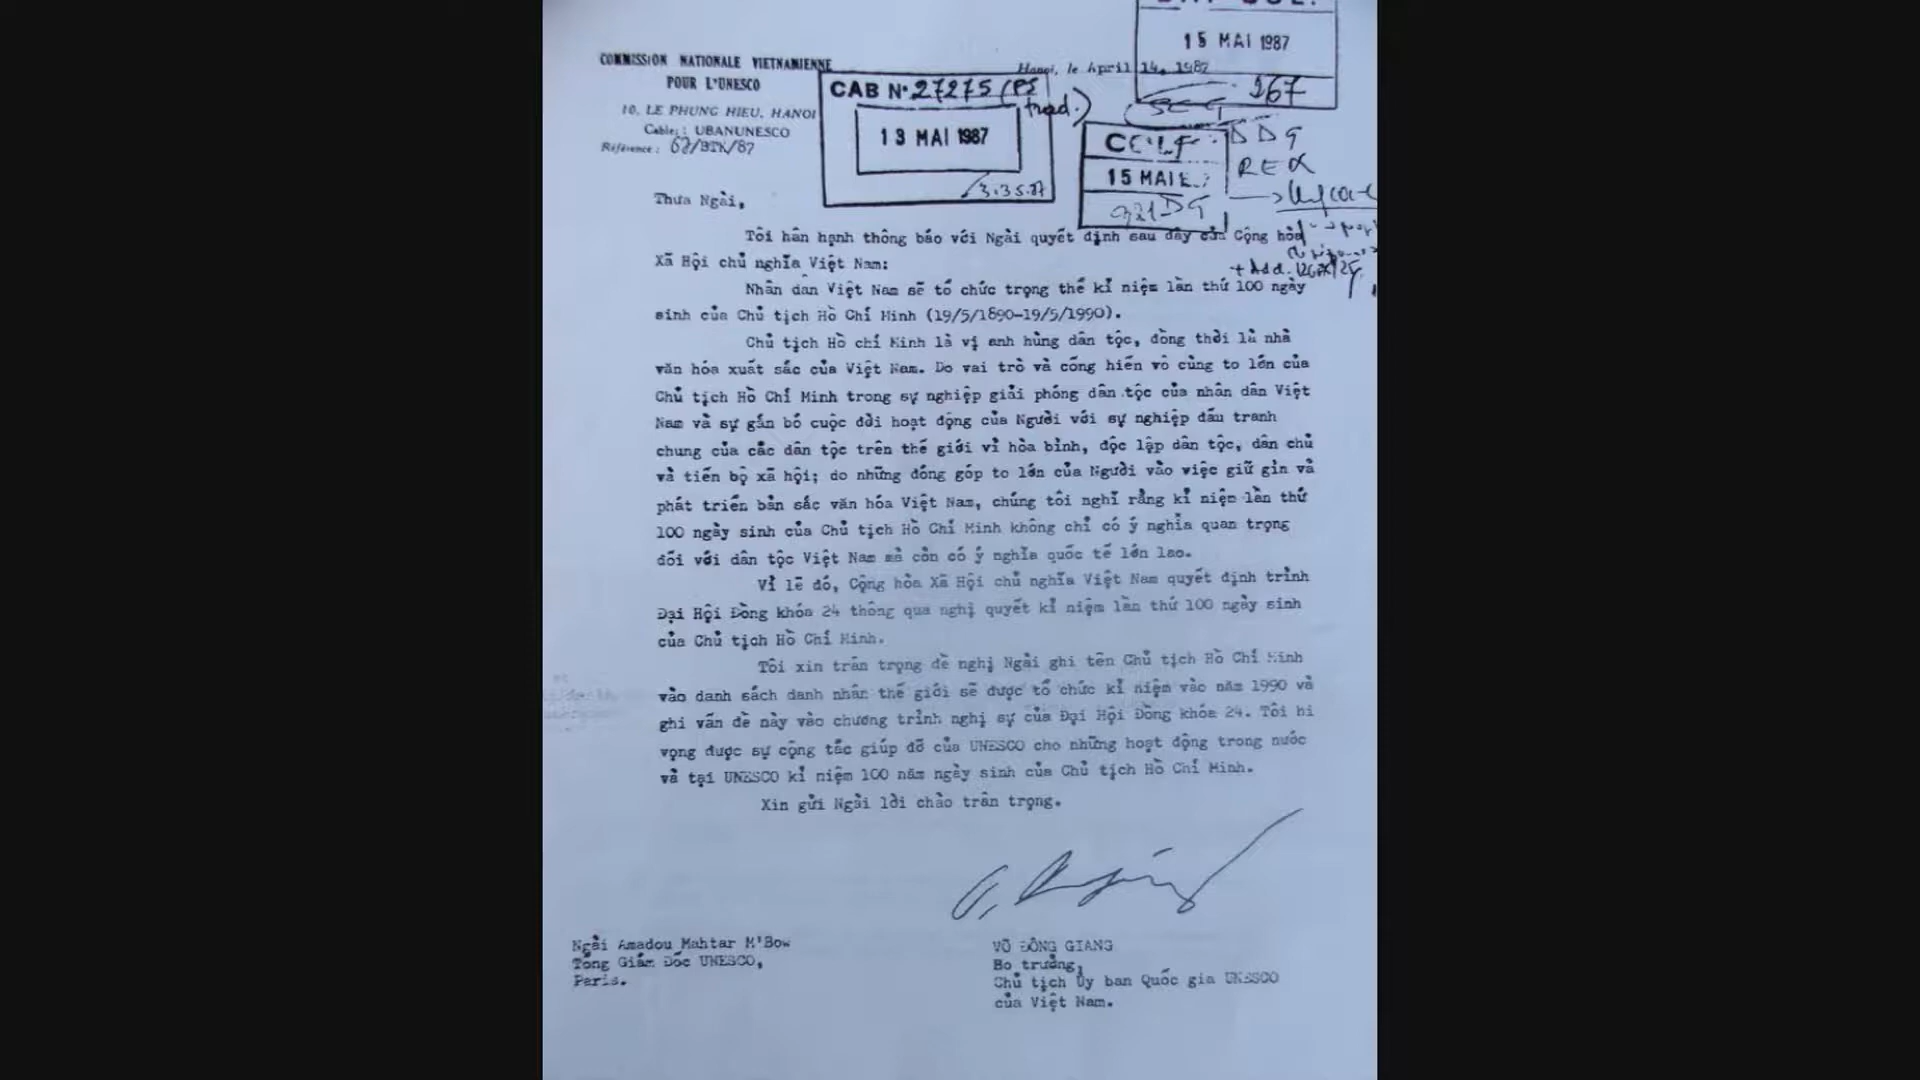 15 MAI 1987
COMMISSION NATIONALE VIETNAMIENNE
POUR L'UNESCO
Hanoi, le April 14, 1987
10, LE PHUNG HIEU, HANOI
Cable: UBANUNESCO
Référence: 62/BTK/87
CAB N° 27275 (PS
trad.)
267
13 MAI 1987
15 MAI
DDG
Thưa Ngài,
Tôi hân hạnh thông báo với Ngài quyết định sau đây của Cộng hòa
Xã Hội chủ nghĩa Việt Nam:
+ Add.
Nhân dân Việt Nam sẽ tổ chức trọng thể kỉ niệm lần thứ 100 ngày
sinh của Chủ tịch Hồ Chí Minh (19/5/1890-19/5/1990).
Chủ tịch Hồ chí Minh là vị anh hùng dân tộc, đồng thời là nhà
văn hóa xuất sắc của Việt Nam. Do vai trò và cống hiến vô cùng to lớn của
Chủ tịch Hồ Chí Minh trong sự nghiệp giải phóng dân tộc của nhân dân Việt
Nam và sự gắn bó cuộc đời hoạt động của Người với sự nghiệp đấu tranh
chung của các dân tộc trên thế giới vì hòa bình, độc lập dân tộc, dân chủ
và tiến bộ xã hội; do những đóng góp to lớn của Người vào việc giữ gìn và
phát triển bản sắc văn hóa Việt Nam, chúng tôi nghĩ rằng kỉ niệm lần thứ
100 ngày sinh của Chủ tịch Hồ Chí Minh không chỉ có ý nghĩa quan trọng
đối với dân tộc Việt Nam mà còn có ý nghĩa quốc tế lớn lao.
Vì lẽ đó, Cộng hòa Xã Hội chủ nghĩa Việt Nam quyết định trình
Đại Hội Đồng khóa 24 thông qua nghị quyết kỉ niệm lần thứ 100 ngày sinh
của Chủ tịch Hồ Chí Minh.
Tôi xin trân trọng đề nghị Ngài ghi tên Chủ tịch Hồ Chí Minh
vào danh sách danh nhân thế giới sẽ được tổ chức kỉ niệm vào năm 1990 và
ghi vấn đề này vào chương trình nghị sự của Đại Hội Đồng khóa 24. Tôi hi
vọng được sự cộng tác giúp đỡ của UNESCO cho những hoạt động trong nước
và tại UNESCO kỉ niệm 100 năm ngày sinh của Chủ tịch Hồ Chí Minh.
Xin gửi Ngài lời chào trân trọng.
Ngài Amadou Mahtar M'Bow
Tổng Giám Đốc UNESCO,
Paris.
VÕ ĐÔNG GIANG
Bo trưởng,
Chủ tịch Ủy ban Quốc gia UNESCO
của Việt Nam.